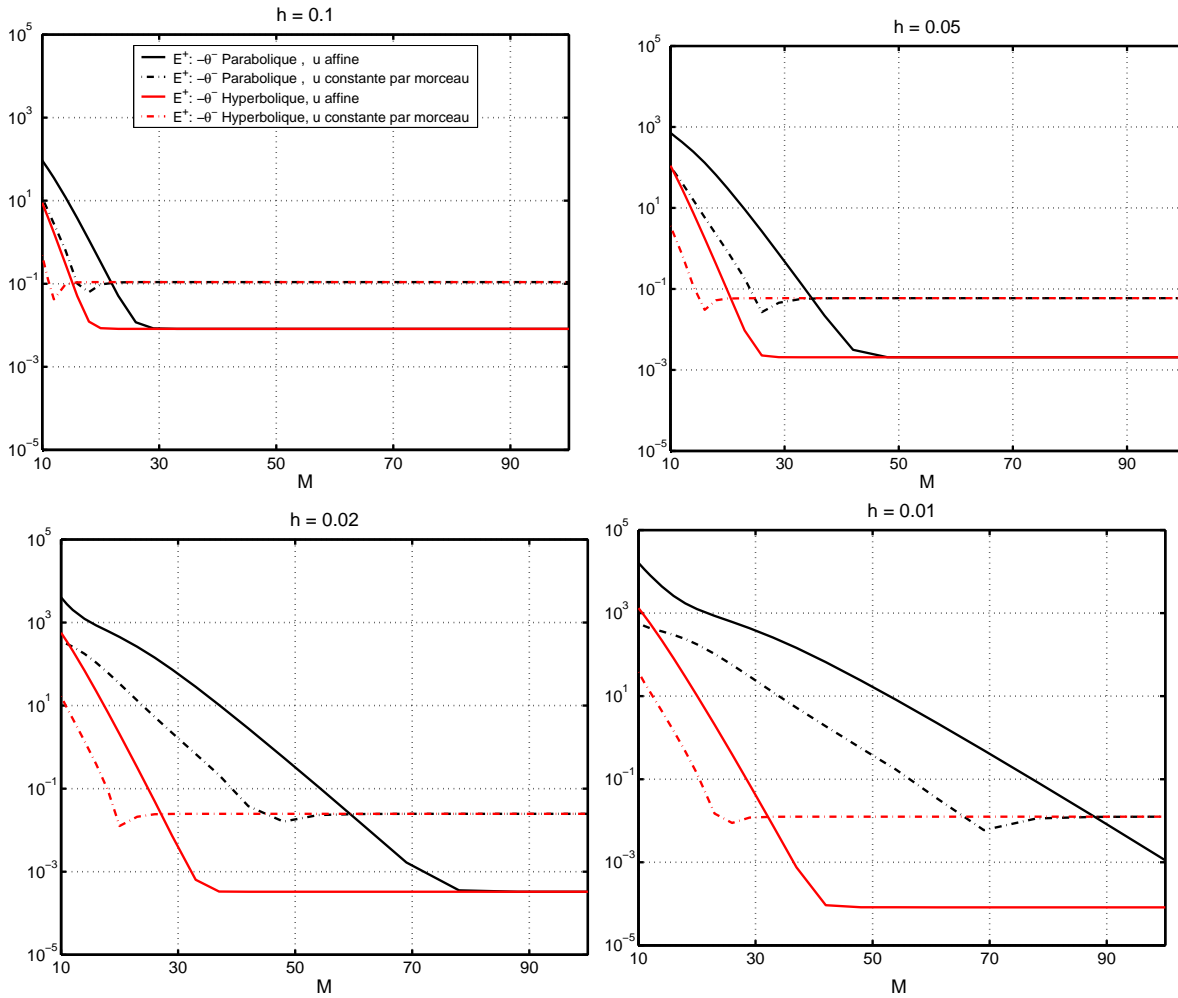 h = 0.1
10^5
10^3
10^1
10^−1
10^−3
10^−5
10 30 50 70 90
M
E^+: −θ^− Parabolique , u affine
E^+: −θ^− Parabolique , u constante par morceau
E^+: −θ^− Hyperbolique, u affine
E^+: −θ^− Hyperbolique, u constante par morceau
h = 0.05
10^5
10^3
10^1
10^−1
10^−3
10^−5
10 30 50 70 90
M
h = 0.02
10^5
10^3
10^1
10^−1
10^−3
10^−5
10 30 50 70 90
M
h = 0.01
10^5
10^3
10^1
10^−1
10^−3
10^−5
10 30 50 70 90
M